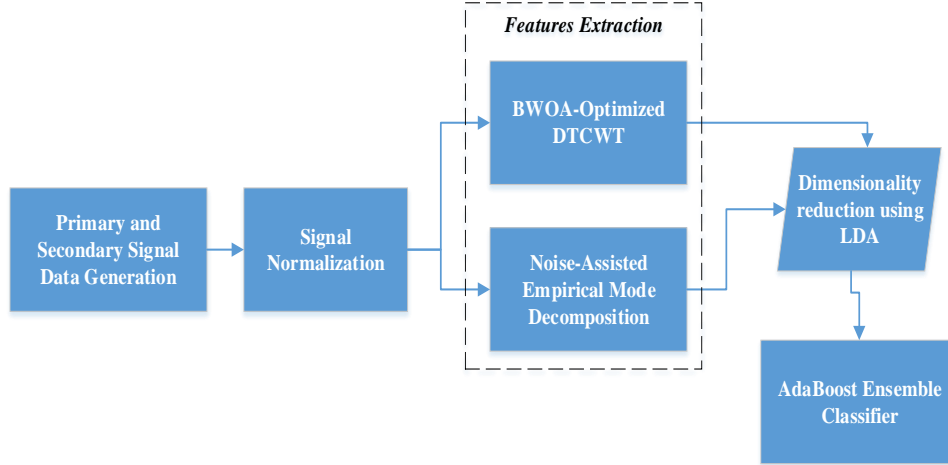 Features Extraction
BWOA-Optimized
DTCWT
Primary and
Secondary Signal
Data Generation
Signal
Normalization
Noise-Assisted
Empirical Mode
Decomposition
Dimensionality
reduction using
LDA
AdaBoost Ensemble
Classifier